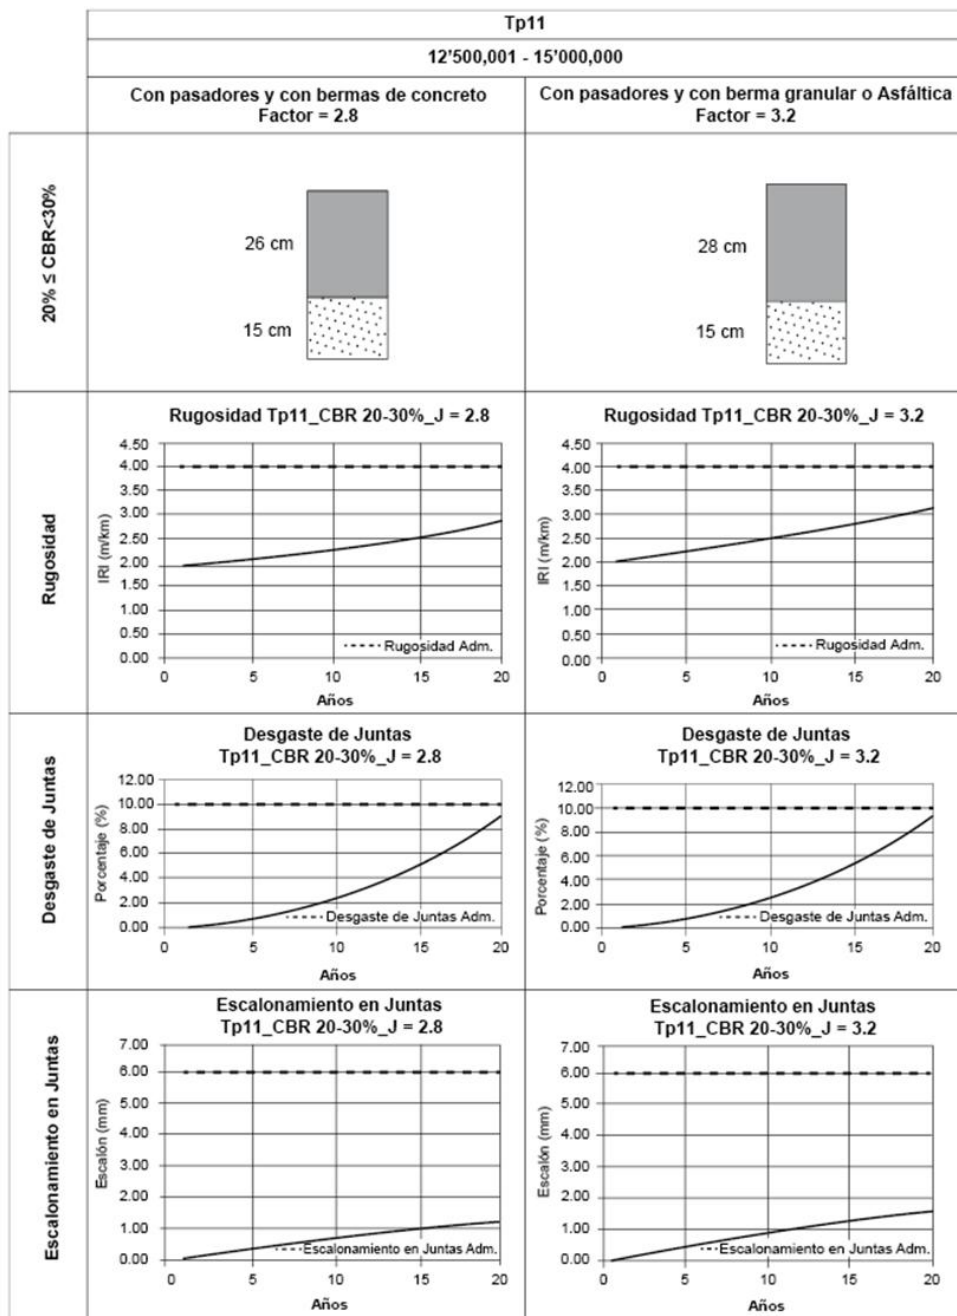 Tp11
12'500,001 - 15'000,000
Con pasadores y con bermas de concreto
Factor = 2.8
Con pasadores y con berma granular o Asfáltica
Factor = 3.2
20% ≤ CBR<30%
26 cm
15 cm
28 cm
15 cm
Rugosidad
Rugosidad Tp11_CBR 20-30%_J = 2.8
IRI (m/km)
4.50
4.00
3.50
3.00
2.50
2.00
1.50
1.00
0.50
0.00
Rugosidad Adm.
0 5 10 15 20
Años
Rugosidad Tp11_CBR 20-30%_J = 3.2
IRI (m/km)
4.50
4.00
3.50
3.00
2.50
2.00
1.50
1.00
0.50
0.00
Rugosidad Adm.
0 5 10 15 20
Años
Desgaste de Juntas
Desgaste de Juntas
Tp11_CBR 20-30%_J = 2.8
Porcentaje (%)
12.00
10.00
8.00
6.00
4.00
2.00
0.00
Desgaste de Juntas Adm.
0 5 10 15 20
Años
Desgaste de Juntas
Tp11_CBR 20-30%_J = 3.2
Porcentaje (%)
12.00
10.00
8.00
6.00
4.00
2.00
0.00
Desgaste de Juntas Adm.
0 5 10 15 20
Años
Escalonamiento en Juntas
Escalonamiento en Juntas
Tp11_CBR 20-30%_J = 2.8
Escalón (mm)
7.00
6.00
5.00
4.00
3.00
2.00
1.00
0.00
Escalonamiento en Juntas Adm.
0 5 10 15 20
Años
Escalonamiento en Juntas
Tp11_CBR 20-30%_J = 3.2
Escalón (mm)
7.00
6.00
5.00
4.00
3.00
2.00
1.00
0.00
Escalonamiento en Juntas Adm.
0 5 10 15 20
Años